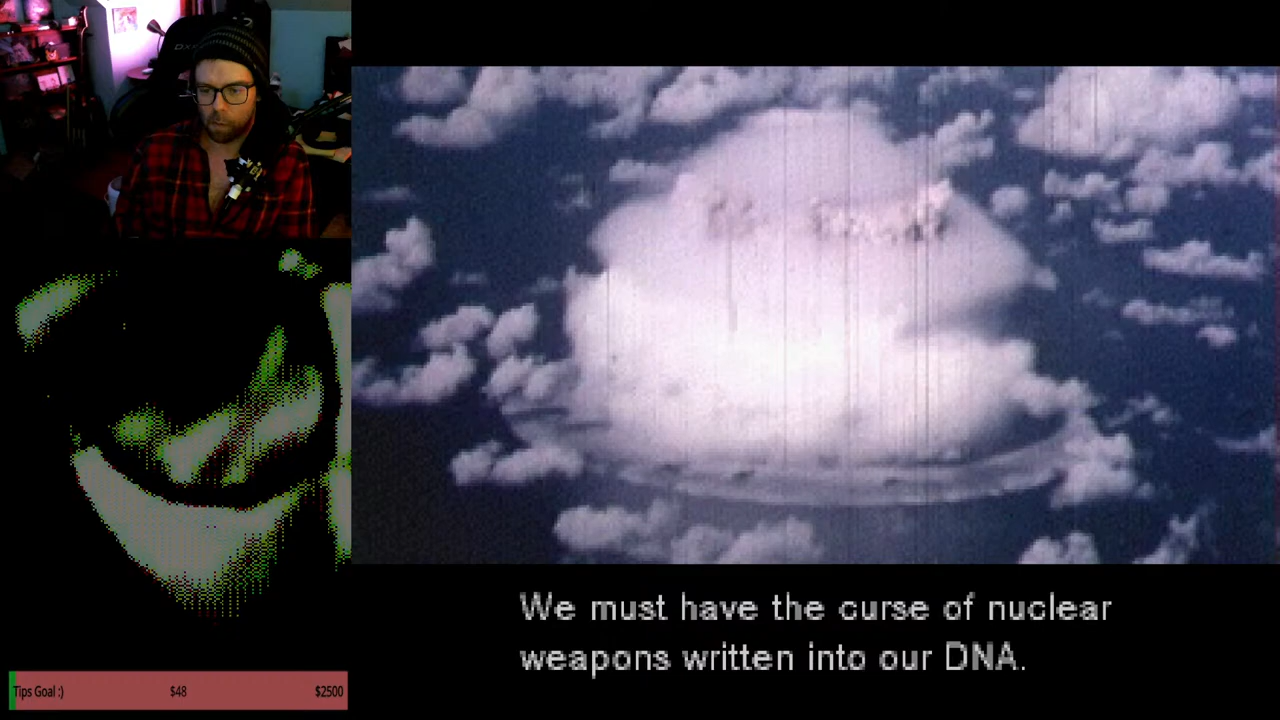 We must have the curse of nuclear
weapons written into our DNA.
Tips Goal :) $48 $2500